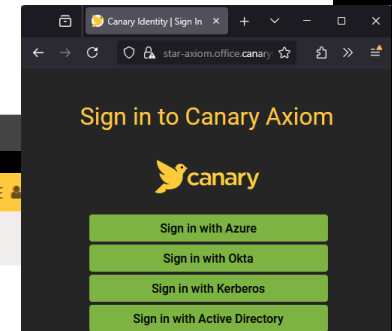 Canary Identity | Sign In
star-axiom.office.canary
Sign in to Canary Axiom
canary
Sign in with Azure
Sign in with Okta
Sign in with Kerberos
Sign in with Active Directory